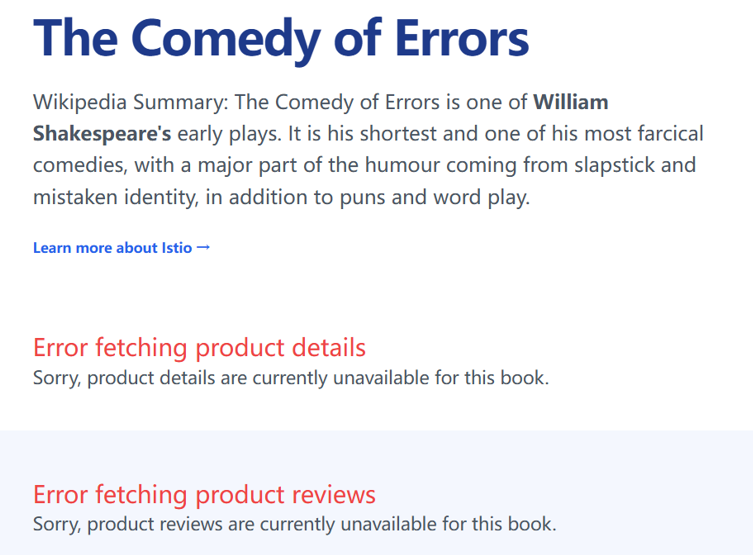 The Comedy of Errors
Wikipedia Summary: The Comedy of Errors is one of William
Shakespeare's early plays. It is his shortest and one of his most farcical
comedies, with a major part of the humour coming from slapstick and
mistaken identity, in addition to puns and word play.
Learn more about Istio →
Error fetching product details
Sorry, product details are currently unavailable for this book.
Error fetching product reviews
Sorry, product reviews are currently unavailable for this book.